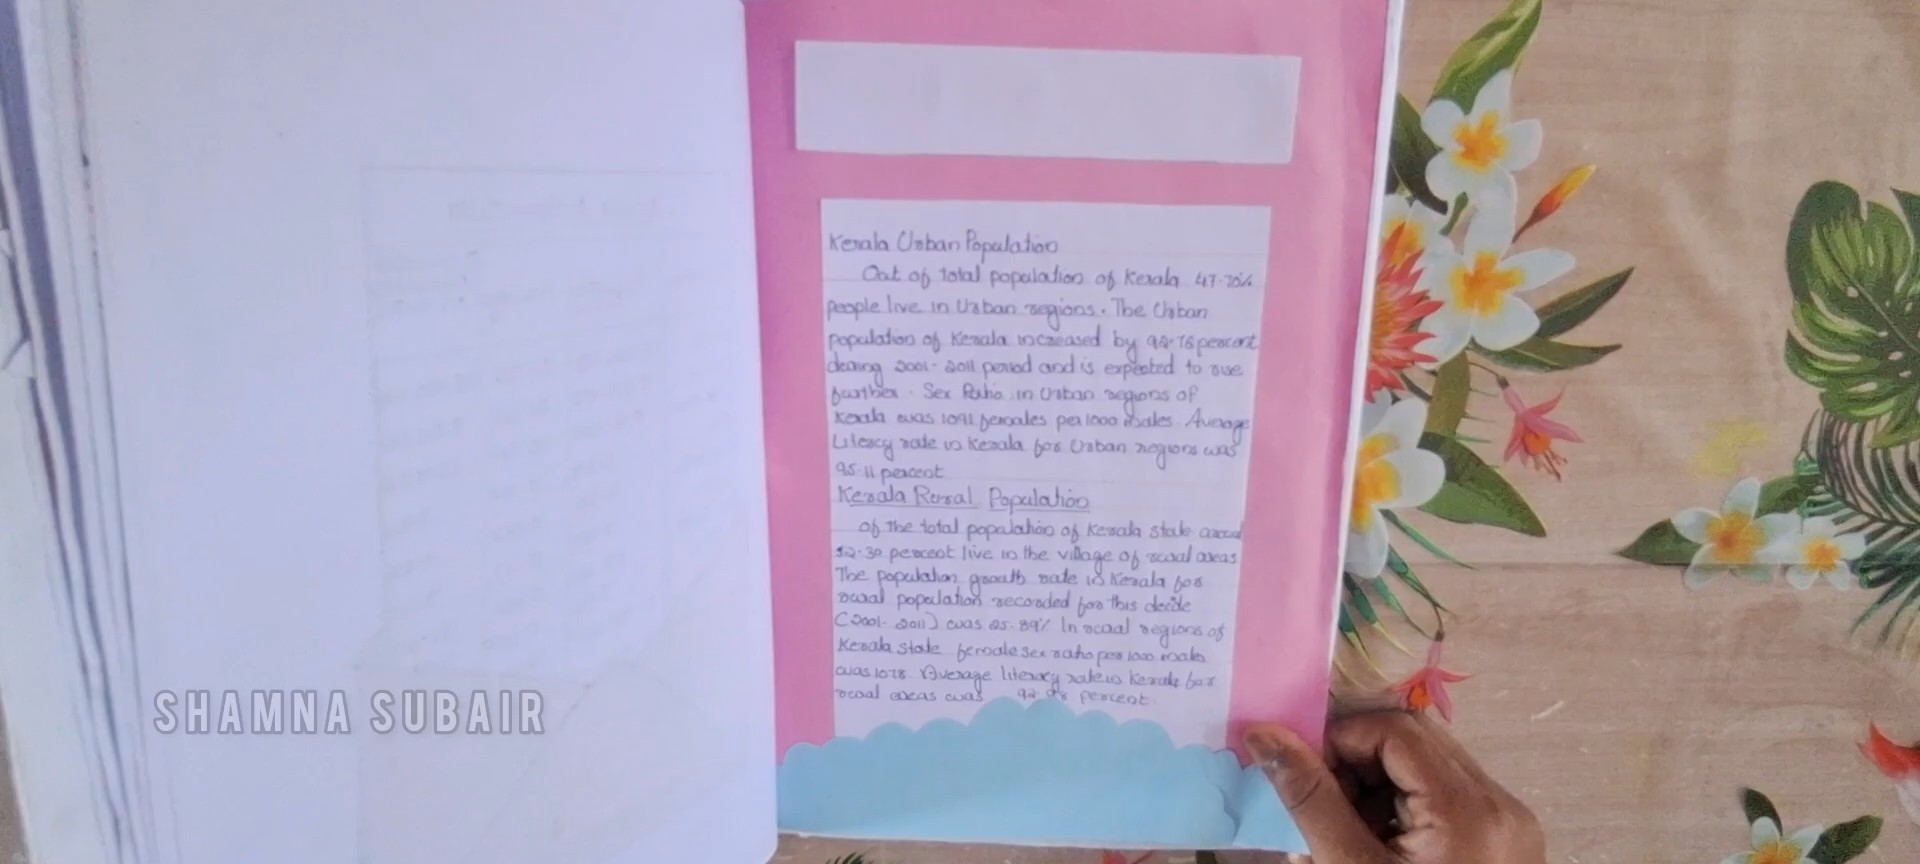 Kerala Urban Population
Out of total population of Kerala 47.70%
people live in Urban regions. The Urban
population of Kerala increased by 92.76 percent
during 2001-2011 period and is expected to rise
further. Sex Ratio in Urban regions of
Kerala was 1091 females per 1000 males. Average
Literacy rate in Kerala for Urban regions was
95.11 percent
Kerala Rural Population
of the total population of Kerala state around
52.30 percent live in the village of rural areas
The population growth rate in Kerala for
rural population recorded for this decide
(2001-2011) was 25.89% In rural regions of
Kerala state female sex ratio per 1000 males
was 1078 Average literacy rate in Kerala for
rural areas was percent
SHAMNA SUBAIR